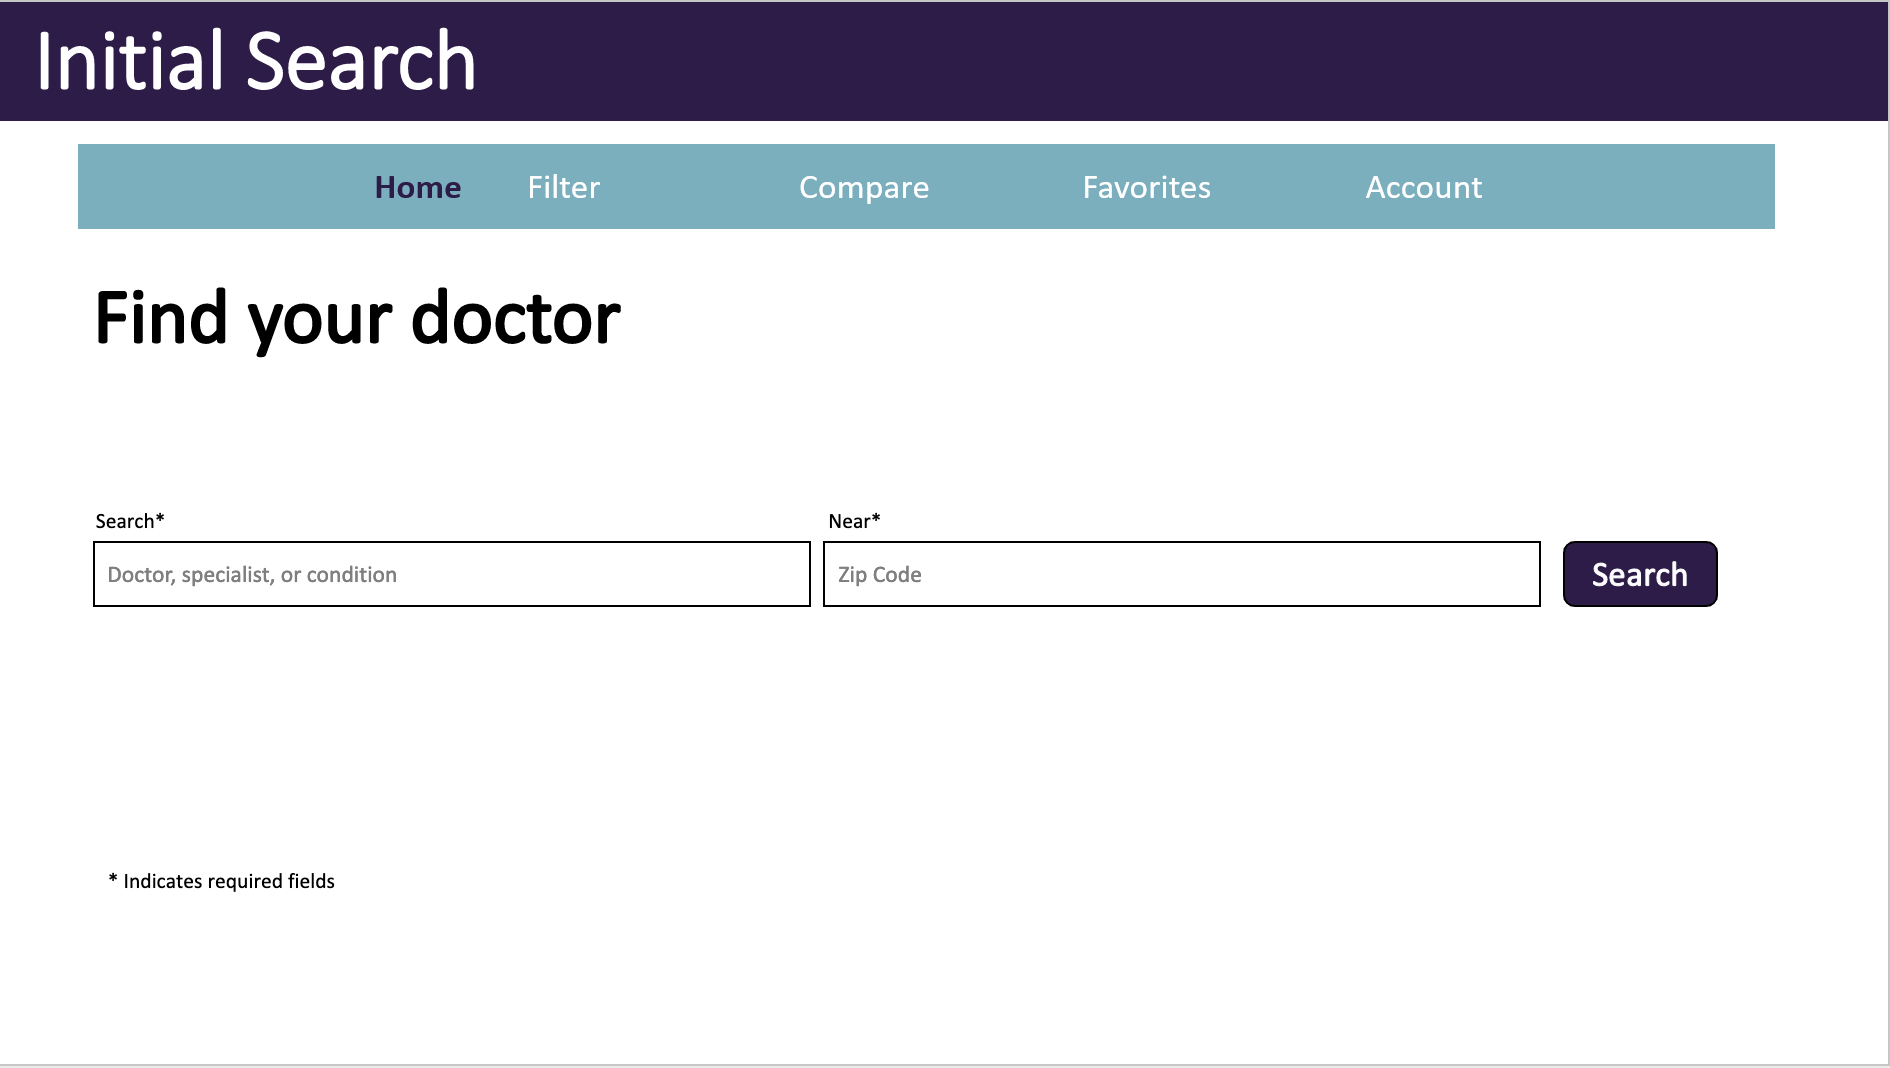 Initial Search
Home Filter Compare Favorites Account
Find your doctor
Search* Near*
Doctor, specialist, or condition Zip Code Search
* Indicates required fields